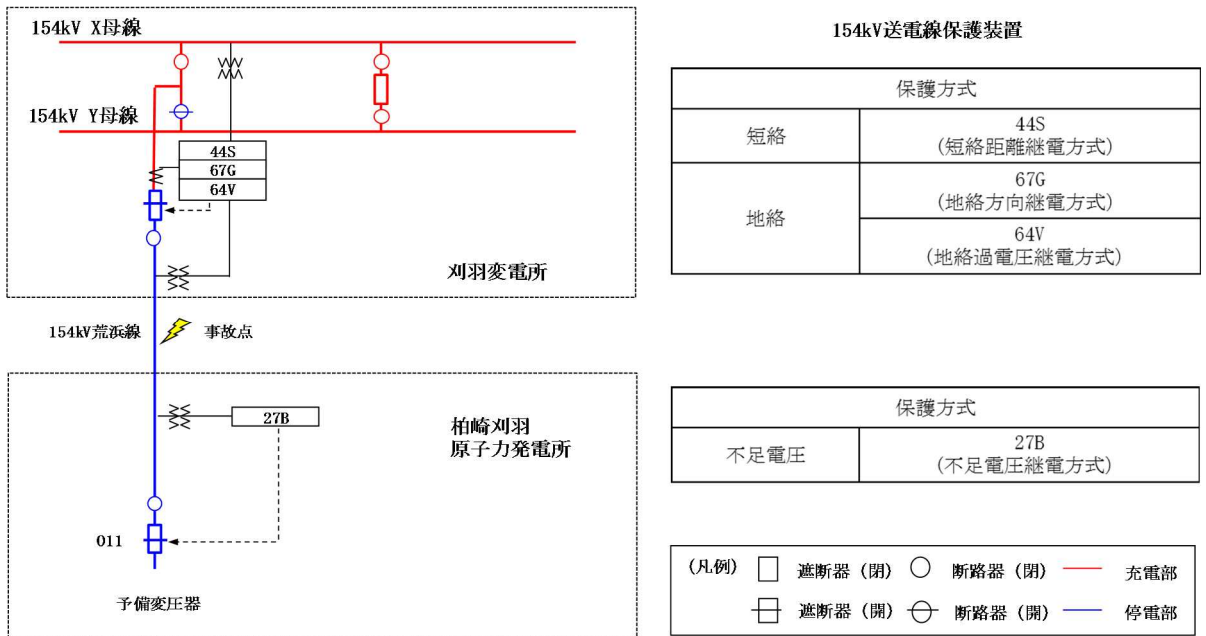 154kV X母線
154kV Y母線
44S
67G
64V
刈羽変電所
154kV荒浜線
事故点
27B
柏崎刈羽
原子力発電所
O11
予備変圧器
154kV送電線保護装置
保護方式
短絡
44S
(短絡距離継電方式)
地絡
67G
(地絡方向継電方式)
64V
(地絡過電圧継電方式)
保護方式
不足電圧
27B
(不足電圧継電方式)
(凡例) 遮断器 (閉) 断路器 (閉) 充電部
遮断器 (開) 断路器 (開) 停電部